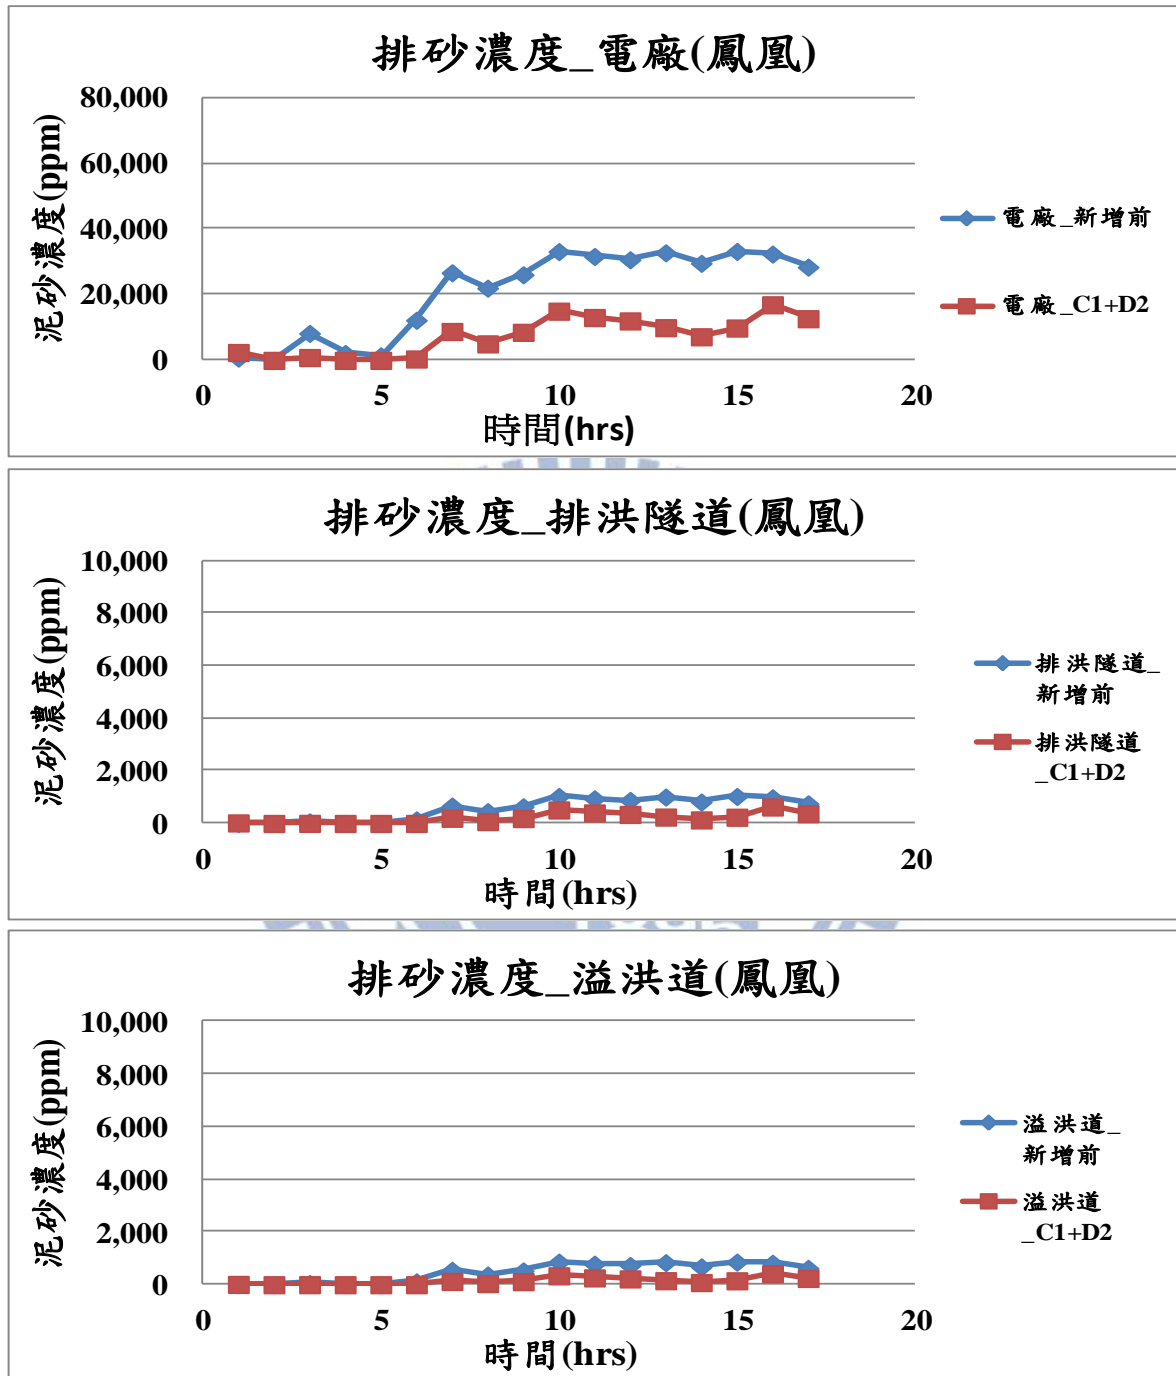 排砂濃度_電廠(鳳凰)
泥砂濃度(ppm)
80,000
60,000
40,000
20,000
0
0 5 10 15 20
時間(hrs)
電廠_新增前
電廠_C1+D2
排砂濃度_排洪隧道(鳳凰)
泥砂濃度(ppm)
10,000
8,000
6,000
4,000
2,000
0
0 5 10 15 20
時間(hrs)
排洪隧道_
新增前
排洪隧道
_C1+D2
排砂濃度_溢洪道(鳳凰)
泥砂濃度(ppm)
10,000
8,000
6,000
4,000
2,000
0
0 5 10 15 20
時間(hrs)
溢洪道_
新增前
溢洪道
_C1+D2